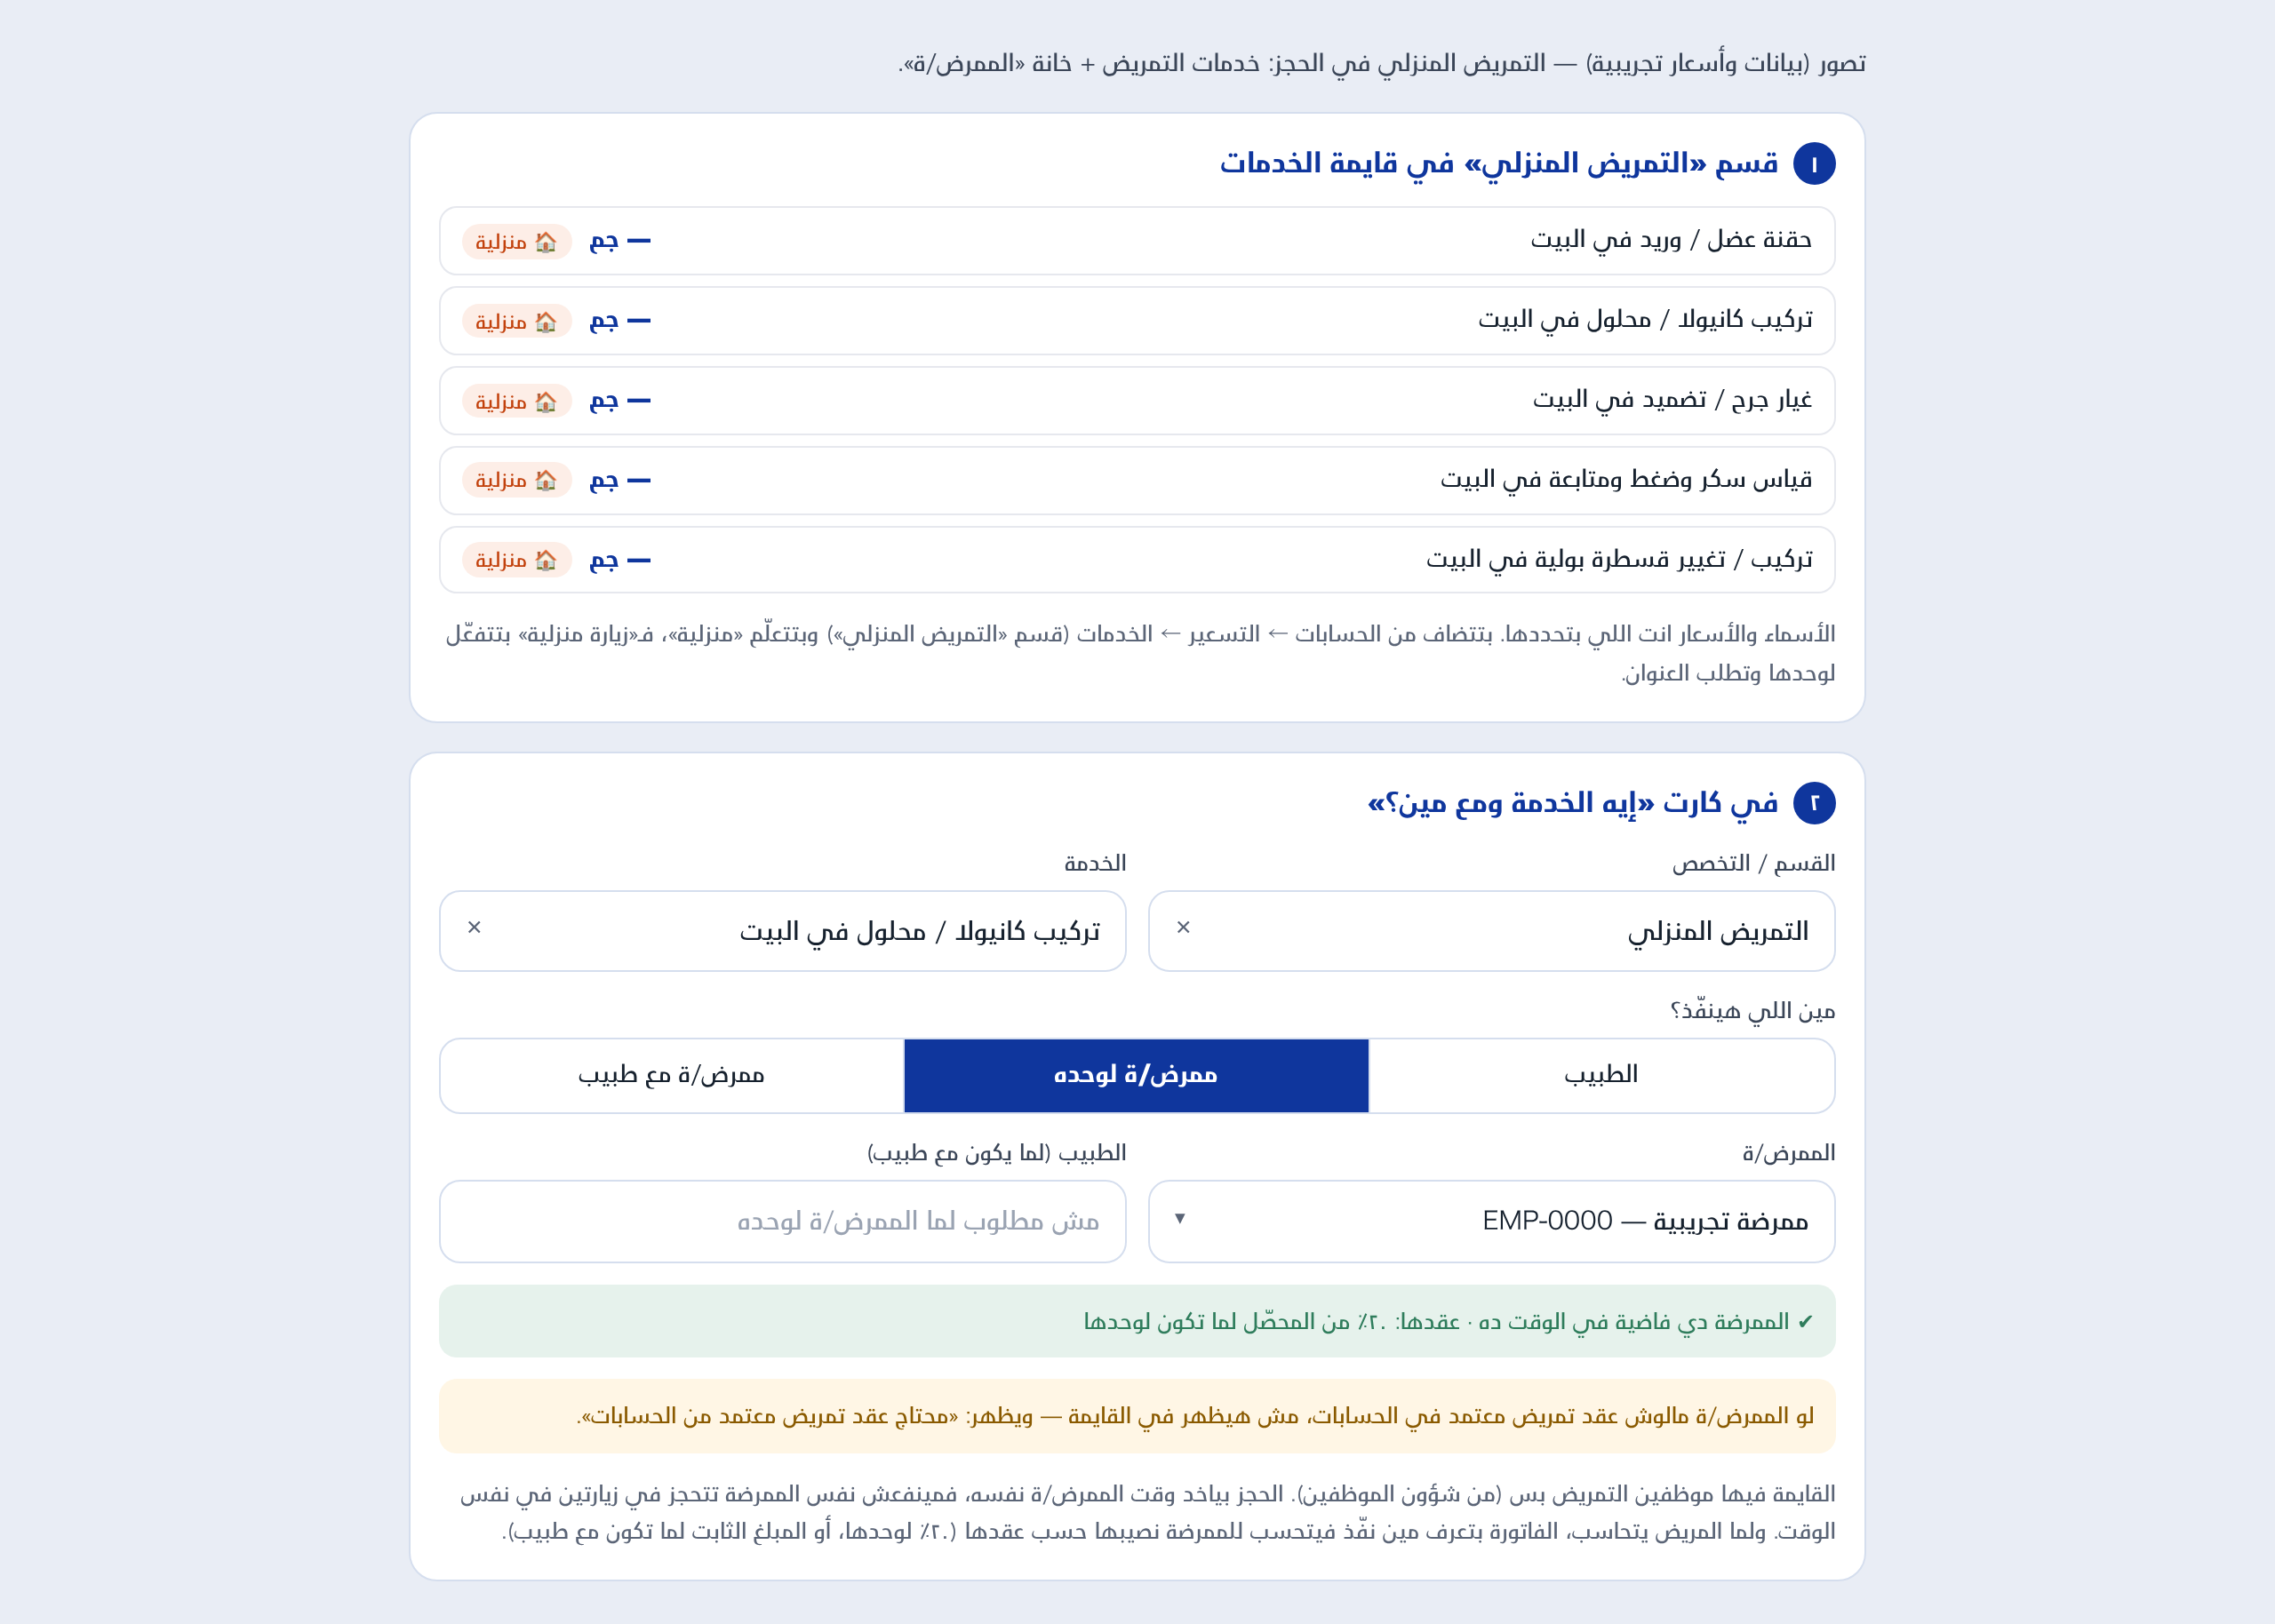 تصور (بيانات وأسعار تجريبية) — التمريض المنزلي في الحجز: خدمات التمريض + خانة «الممرض/ة».
١ قسم «التمريض المنزلي» في قايمة الخدمات
حقنة عضل / وريد في البيت — جم 🏠 منزلية
تركيب كانيولا / محلول في البيت — جم 🏠 منزلية
غيار جرح / تضميد في البيت — جم 🏠 منزلية
قياس سكر وضغط ومتابعة في البيت — جم 🏠 منزلية
تركيب / تغيير قسطرة بولية في البيت — جم 🏠 منزلية
الأسماء والأسعار انت اللي بتحددها. بتتضاف من الحسابات ← التسعير ← الخدمات (قسم «التمريض المنزلي») وبتتعلّم «منزلية»، فـ«زيارة منزلية» بتتفعّل
لوحدها وتطلب العنوان.
٢ في كارت «إيه الخدمة ومع مين؟»
القسم / التخصص الخدمة
التمريض المنزلي × تركيب كانيولا / محلول في البيت ×
مين اللي هينفّذ؟
الطبيب ممرض/ة لوحده ممرض/ة مع طبيب
الممرض/ة الطبيب (لما يكون مع طبيب)
ممرضة تجريبية — EMP-0000 ▾ مش مطلوب لما الممرض/ة لوحده
✔ الممرضة دي فاضية في الوقت ده · عقدها: ٢٠٪ من المحصّل لما تكون لوحدها
لو الممرض/ة مالوش عقد تمريض معتمد في الحسابات، مش هيظهر في القايمة — ويظهر: «محتاج عقد تمريض معتمد من الحسابات».
القايمة فيها موظفين التمريض بس (من شؤون الموظفين). الحجز بياخد وقت الممرض/ة نفسه، فمينفعش نفس الممرضة تتحجز في زيارتين في نفس
الوقت. ولما المريض يتحاسب، الفاتورة بتعرف مين نفّذ فيتحسب للممرضة نصيبها حسب عقدها (٢٠٪ لوحدها، أو المبلغ الثابت لما تكون مع طبيب).